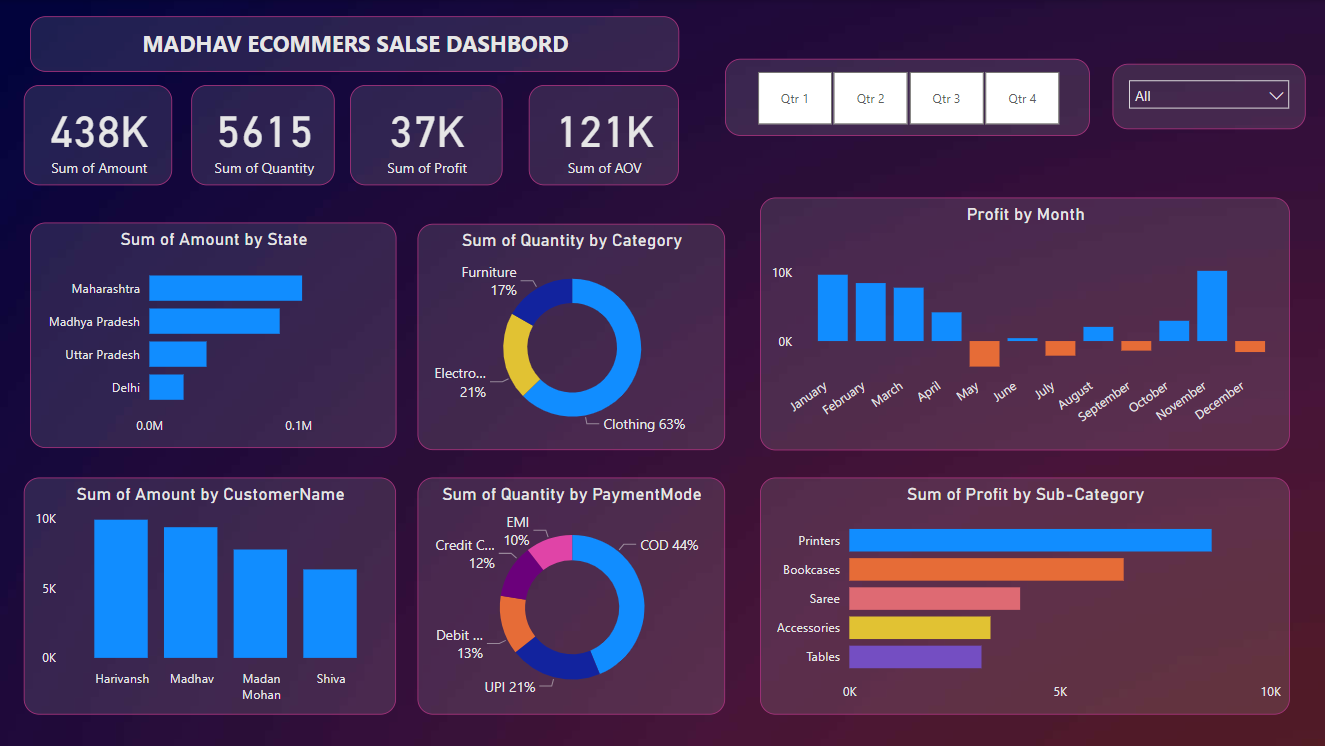 MADHAV ECOMMERS SALSE DASHBORD
438K
Sum of Amount
5615
Sum of Quantity
37K
Sum of Profit
121K
Sum of AOV
Qtr 1
Qtr 2
Qtr 3
Qtr 4
All
Sum of Amount by State
Maharashtra
Madhya Pradesh
Uttar Pradesh
Delhi
0.0M
0.1M
Sum of Quantity by Category
Furniture
17%
Electro...
21%
Clothing 63%
Profit by Month
10K
0K
January
February
March
April
May
June
July
August
September
October
November
December
Sum of Amount by CustomerName
10K
5K
0K
Harivansh
Madhav
Madan
Mohan
Shiva
Sum of Quantity by PaymentMode
EMI
10%
Credit C...
12%
Debit ...
13%
UPI 21%
COD 44%
Sum of Profit by Sub-Category
Printers
Bookcases
Saree
Accessories
Tables
0K
5K
10K